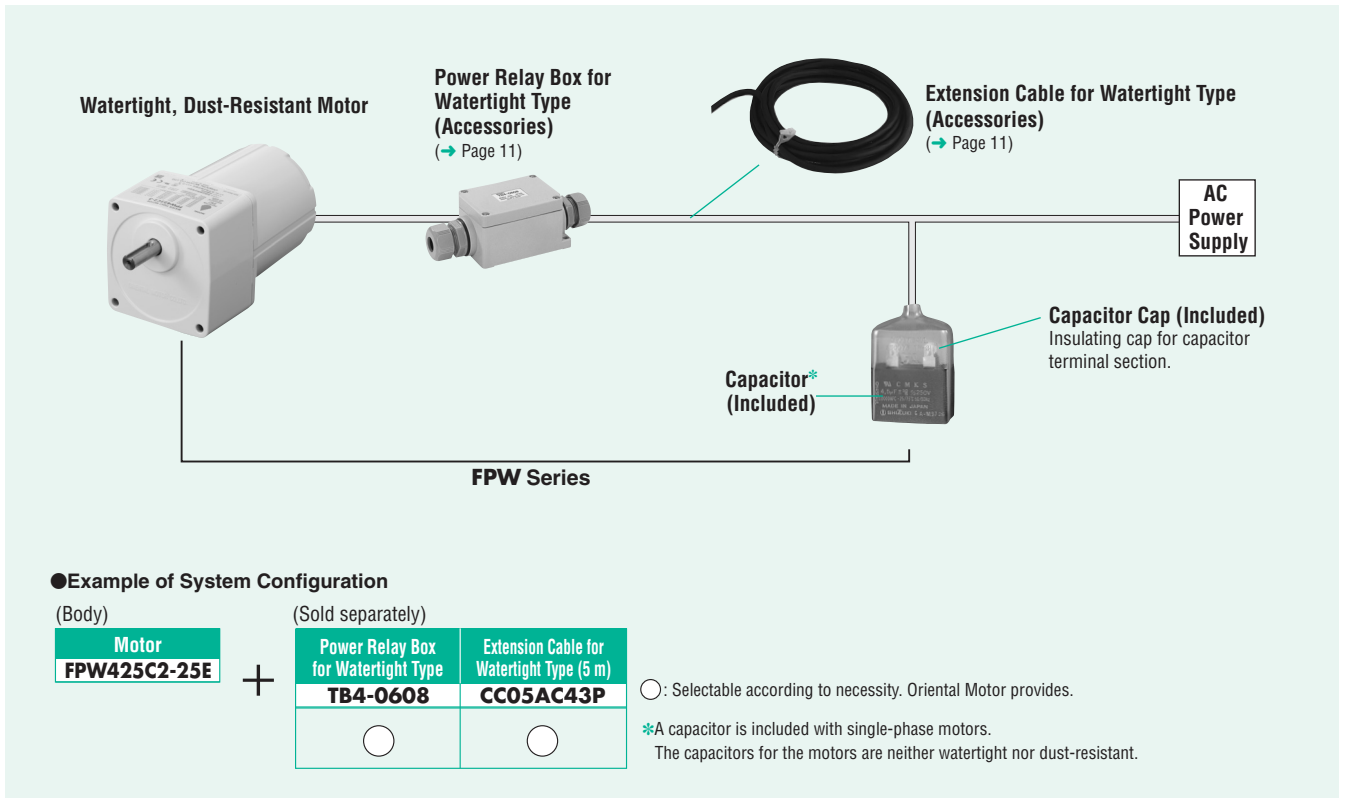 Watertight, Dust-Resistant Motor
Power Relay Box for
Watertight Type
(Accessories)
(➜ Page 11)
Extension Cable for Watertight Type
(Accessories)
(➜ Page 11)
AC
Power
Supply
Capacitor Cap (Included)
Insulating cap for capacitor
terminal section.
Capacitor*
(Included)
MADE IN JAPAN
FPW Series
●Example of System Configuration
(Body)
(Sold separately)
Motor
FPW425C2-25E
+
Power Relay Box
for Watertight Type
Extension Cable for
Watertight Type (5 m)
TB4-0608
CC05AC43P
◯: Selectable according to necessity. Oriental Motor provides.
*A capacitor is included with single-phase motors.
The capacitors for the motors are neither watertight nor dust-resistant.